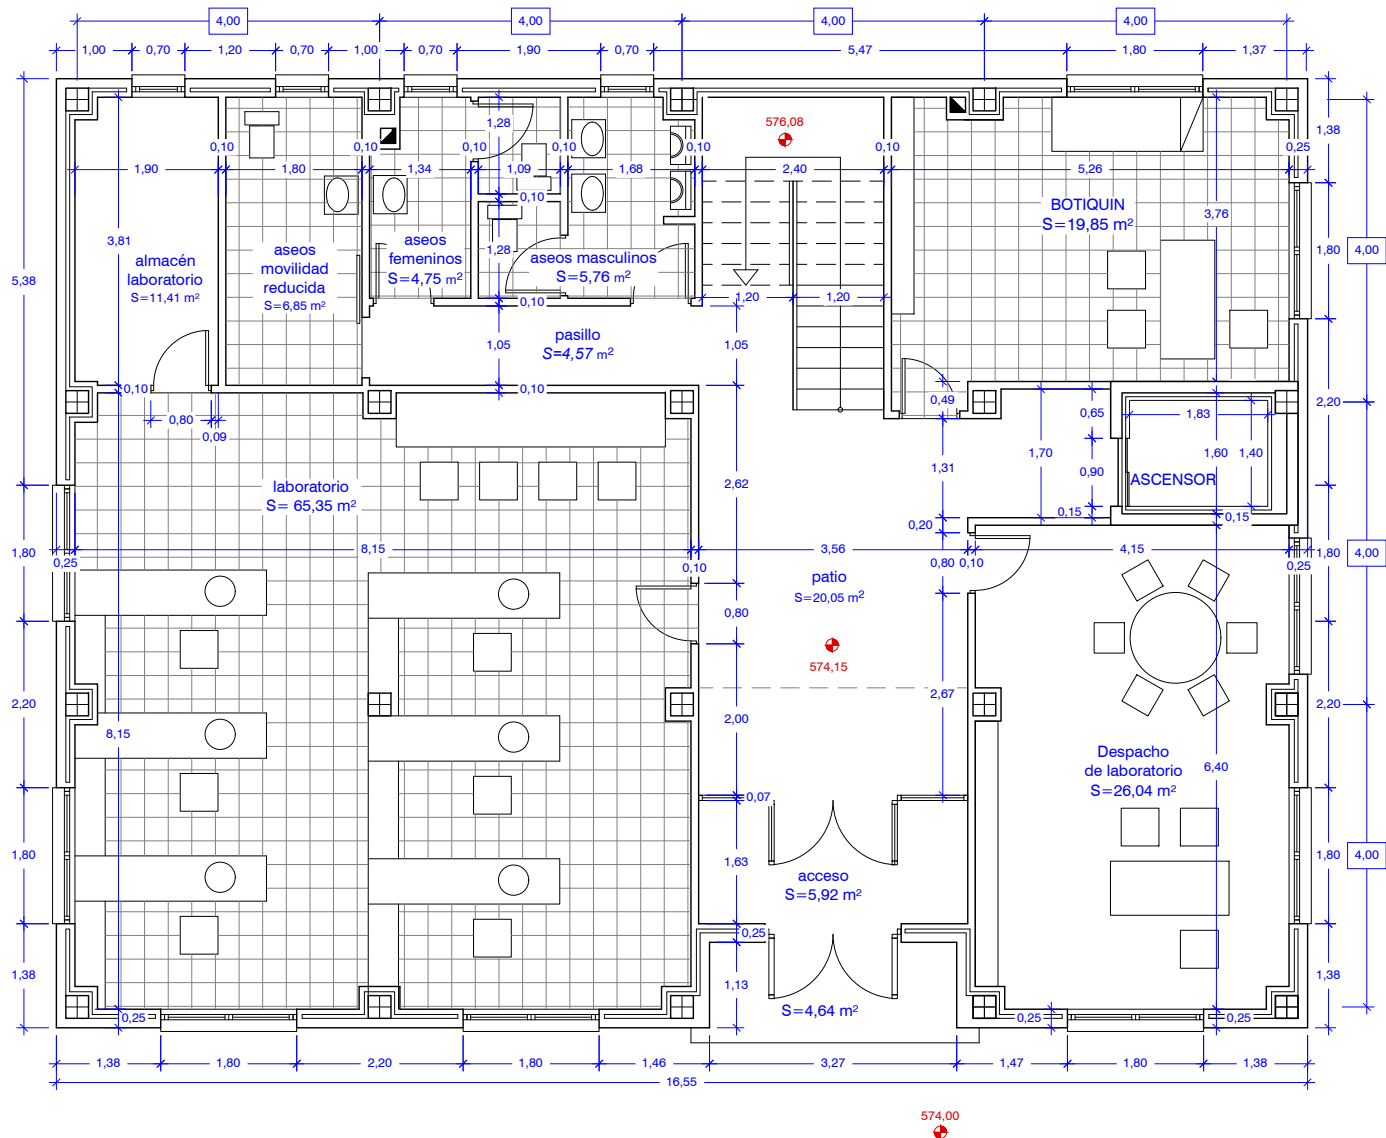 4,00 4,00 4,00 4,00
1,00 0,70 1,20 0,70 1,00 0,70 1,90 0,70 5,47 1,80 1,37
576,08
1,28 1,38
0,10 0,10 0,10 0,10 0,10 0,10 0,25
1,90 1,80 1,34 1,09 1,68 2,40 5,26
0,10
BOTIQUIN
S=19,85 m²
3,76
3,81
5,38
almacén
laboratorio
S=11,41 m²
aseos
movilidad
reducida
S=6,85 m²
aseos
femeninos
S=4,75 m²
1,28
aseos masculinos
S=5,76 m²
1,80 4,00
0,10 1,20 1,20
pasillo
S=4,57 m²
1,05 1,05
0,10 0,10
0,80
0,09
0,49 0,65 1,83 2,20 4,00
1,70 1,60 1,40
1,31 0,90
ASCENSOR
0,15 0,15
0,20
laboratorio
S= 65,35 m²
2,62
1,80 8,15 3,56 4,15 1,80 4,00
0,25 0,10 0,80 0,10 0,25
patio
S=20,05 m²
0,80
574,15
2,20 2,67 2,20
8,15 2,00
Despacho
de laboratorio
S=26,04 m²
6,40
0,07
1,80 1,63 1,80 4,00
acceso
S=5,92 m²
0,25
1,38 1,13 1,38
S=4,64 m²
0,25 0,25 0,25
1,38 1,80 2,20 1,80 1,46 3,27 1,47 1,80 1,38
16,55
574,00